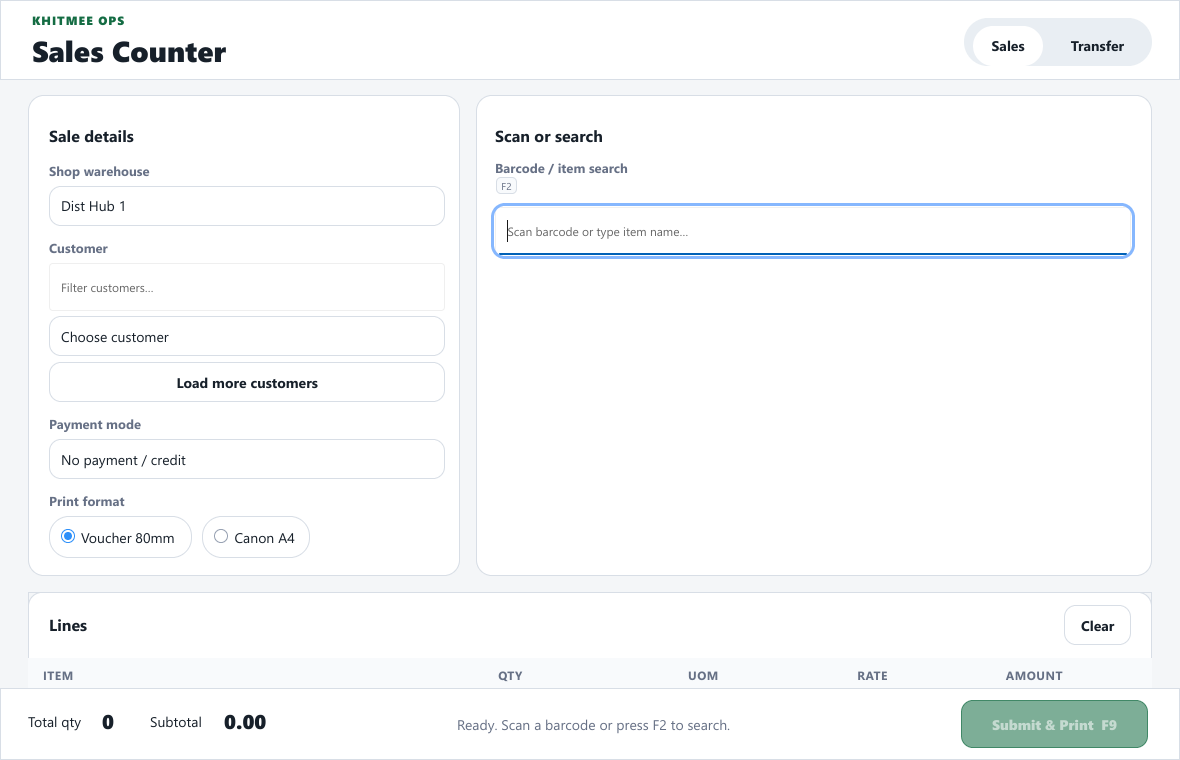 KHITMEE OPS
Sales Counter
Sales
Transfer
Sale details
Shop warehouse
Dist Hub 1
Customer
Filter customers...
Choose customer
Load more customers
Payment mode
No payment / credit
Print format
Voucher 80mm
Canon A4
Scan or search
Barcode / item search
F2
Scan barcode or type item name...
Lines
Clear
ITEM QTY UOM RATE AMOUNT
Total qty 0 Subtotal 0.00
Ready. Scan a barcode or press F2 to search.
Submit & Print F9